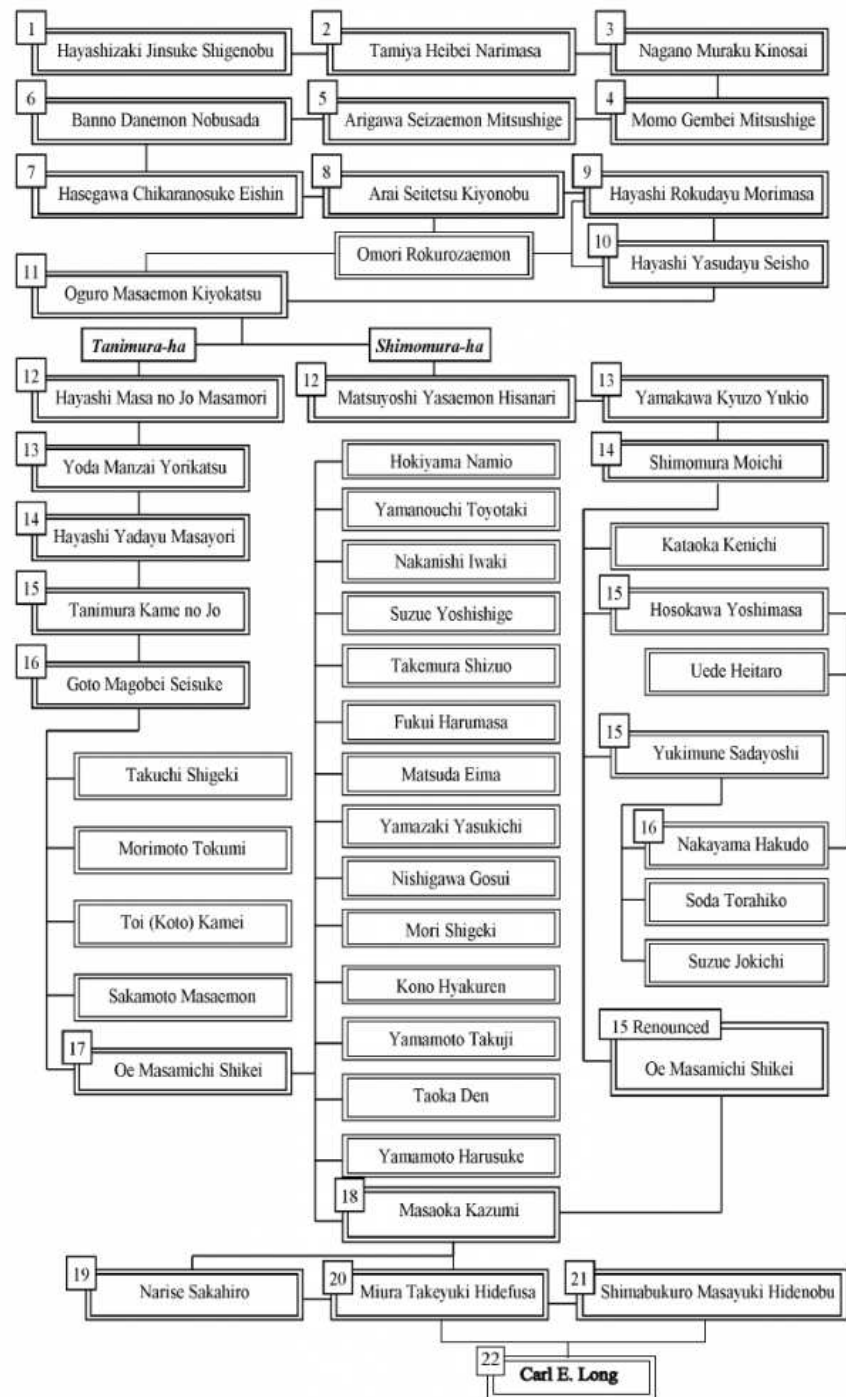 1
Hayashizaki Jinsuke Shigenobu
2
Tamiya Heibei Narimasa
3
Nagano Muraku Kinosai
6
Banno Danemon Nobusada
5
Arigawa Seizaemon Mitsushige
4
Momo Gembei Mitsushige
7
Hasegawa Chikaranosuke Eishin
8
Arai Seitetsu Kiyonobu
9
Hayashi Rokudayu Morimasa
Omori Rokurozaemon
10
Hayashi Yasudayu Seisho
11
Oguro Masaemon Kiyokatsu
Tanimura-ha
Shimomura-ha
12
Hayashi Masa no Jo Masamori
12
Matsuyoshi Yasaemon Hisanari
13
Yamakawa Kyuzo Yukio
13
Yoda Manzai Yorikatsu
14
Hayashi Yadayu Masayori
15
Tanimura Kame no Jo
16
Goto Magobei Seisuke
Takuchi Shigeki
Morimoto Tokumi
Toi (Koto) Kamei
Sakamoto Masaemon
17
Oe Masamichi Shikei
Hokiyama Namio
Yamanouchi Toyotaki
Nakanishi Iwaki
Suzue Yoshishige
Takemura Shizuo
Fukui Harumasa
Matsuda Eima
Yamazaki Yasukichi
Nishigawa Gosui
Mori Shigeki
Kono Hyakuren
Yamamoto Takuji
Taoka Den
Yamamoto Harusuke
18
Masaoka Kazumi
14
Shimomura Moichi
Kataoka Kenichi
15
Hosokawa Yoshimasa
Uede Heitaro
15
Yukimune Sadayoshi
16
Nakayama Hakudo
Soda Torahiko
Suzue Jokichi
15 Renounced
Oe Masamichi Shikei
19
Narise Sakahiro
20
Miura Takeyuki Hidefusa
21
Shimabukuro Masayuki Hidenobu
22
Carl E. Long